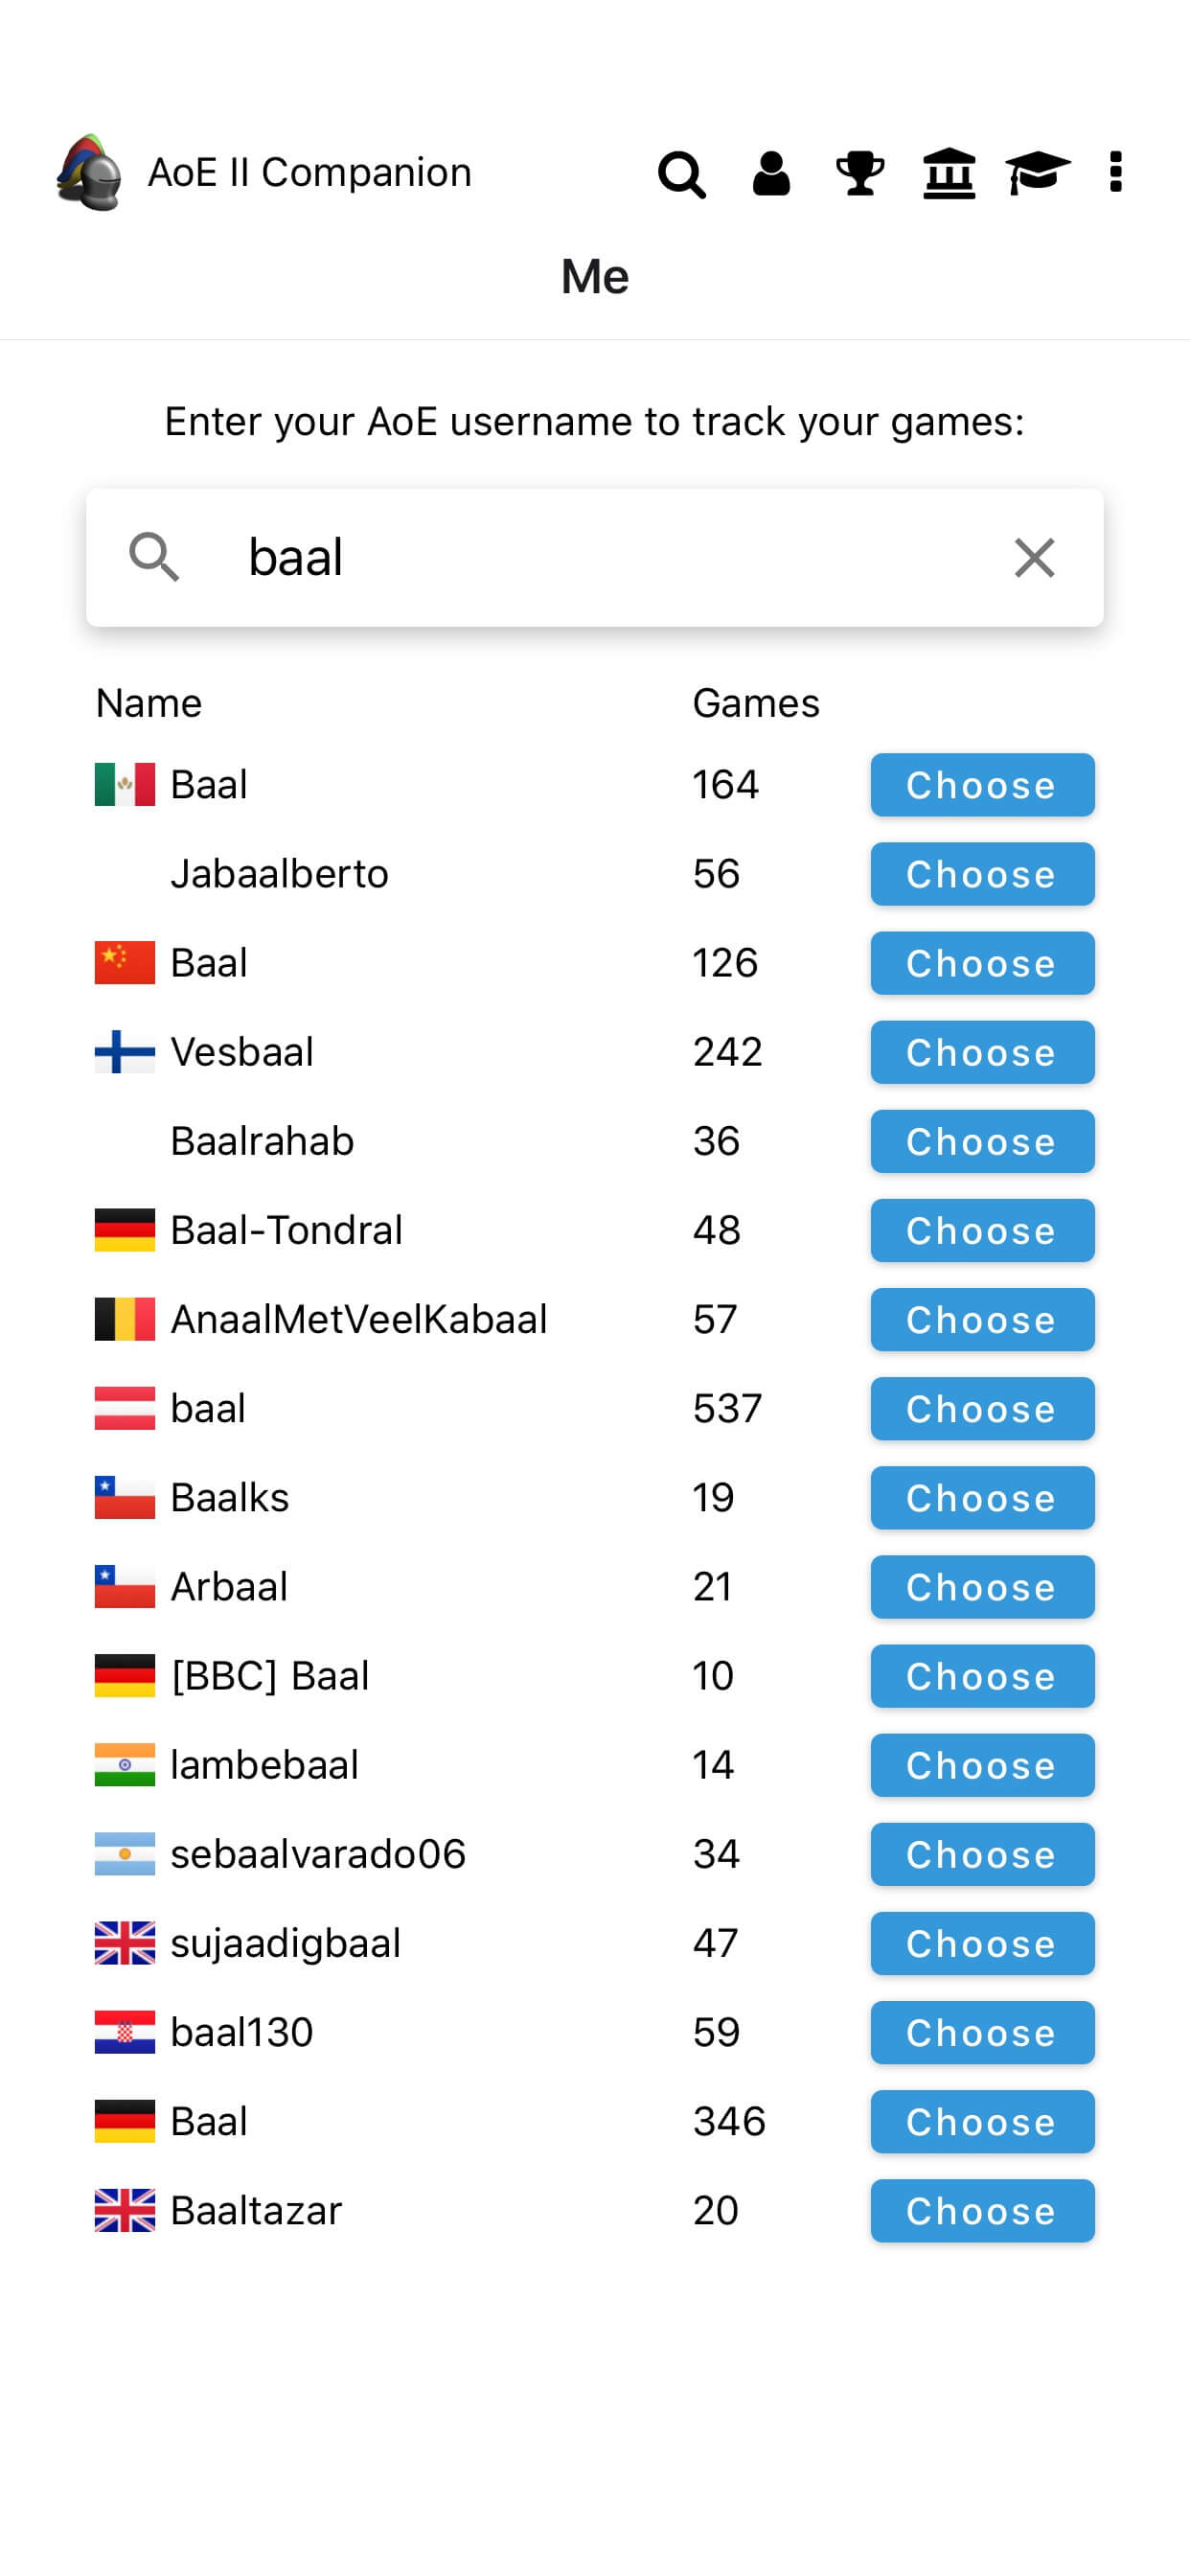 AoE II Companion
Me
Enter your AoE username to track your games:
baal
Name Games
Baal 164 Choose
Jabaalberto 56 Choose
Baal 126 Choose
Vesbaal 242 Choose
Baalrahab 36 Choose
Baal-Tondral 48 Choose
AnaalMetVeelKabaal 57 Choose
baal 537 Choose
Baalks 19 Choose
Arbaal 21 Choose
[BBC] Baal 10 Choose
lambebaal 14 Choose
sebaalvarado06 34 Choose
sujaadigbaal 47 Choose
baal130 59 Choose
Baal 346 Choose
Baaltazar 20 Choose